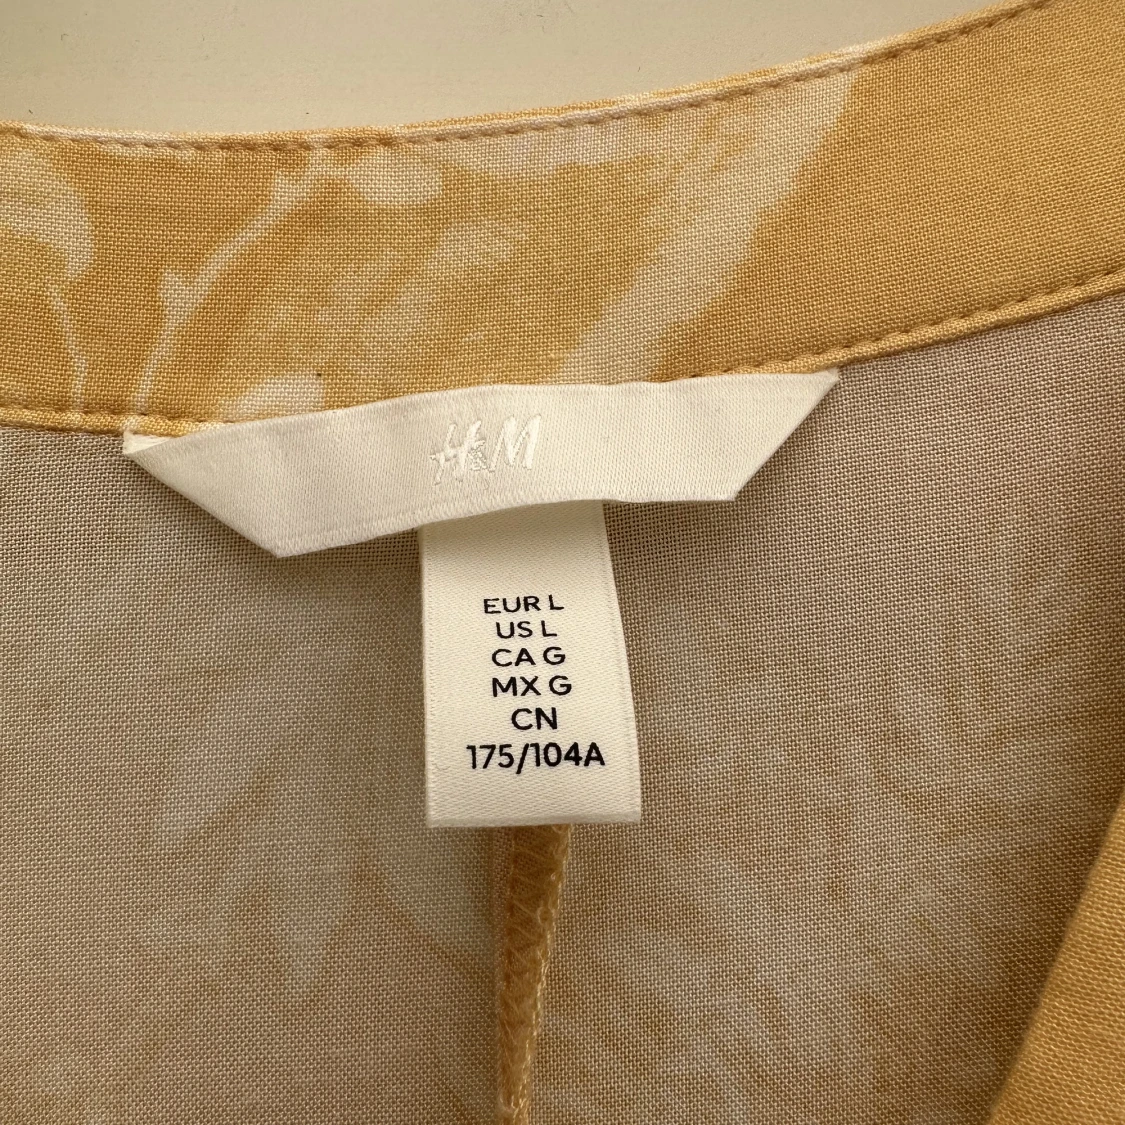 H&M
EUR L
US L
CA G
MX G
CN
175/104A